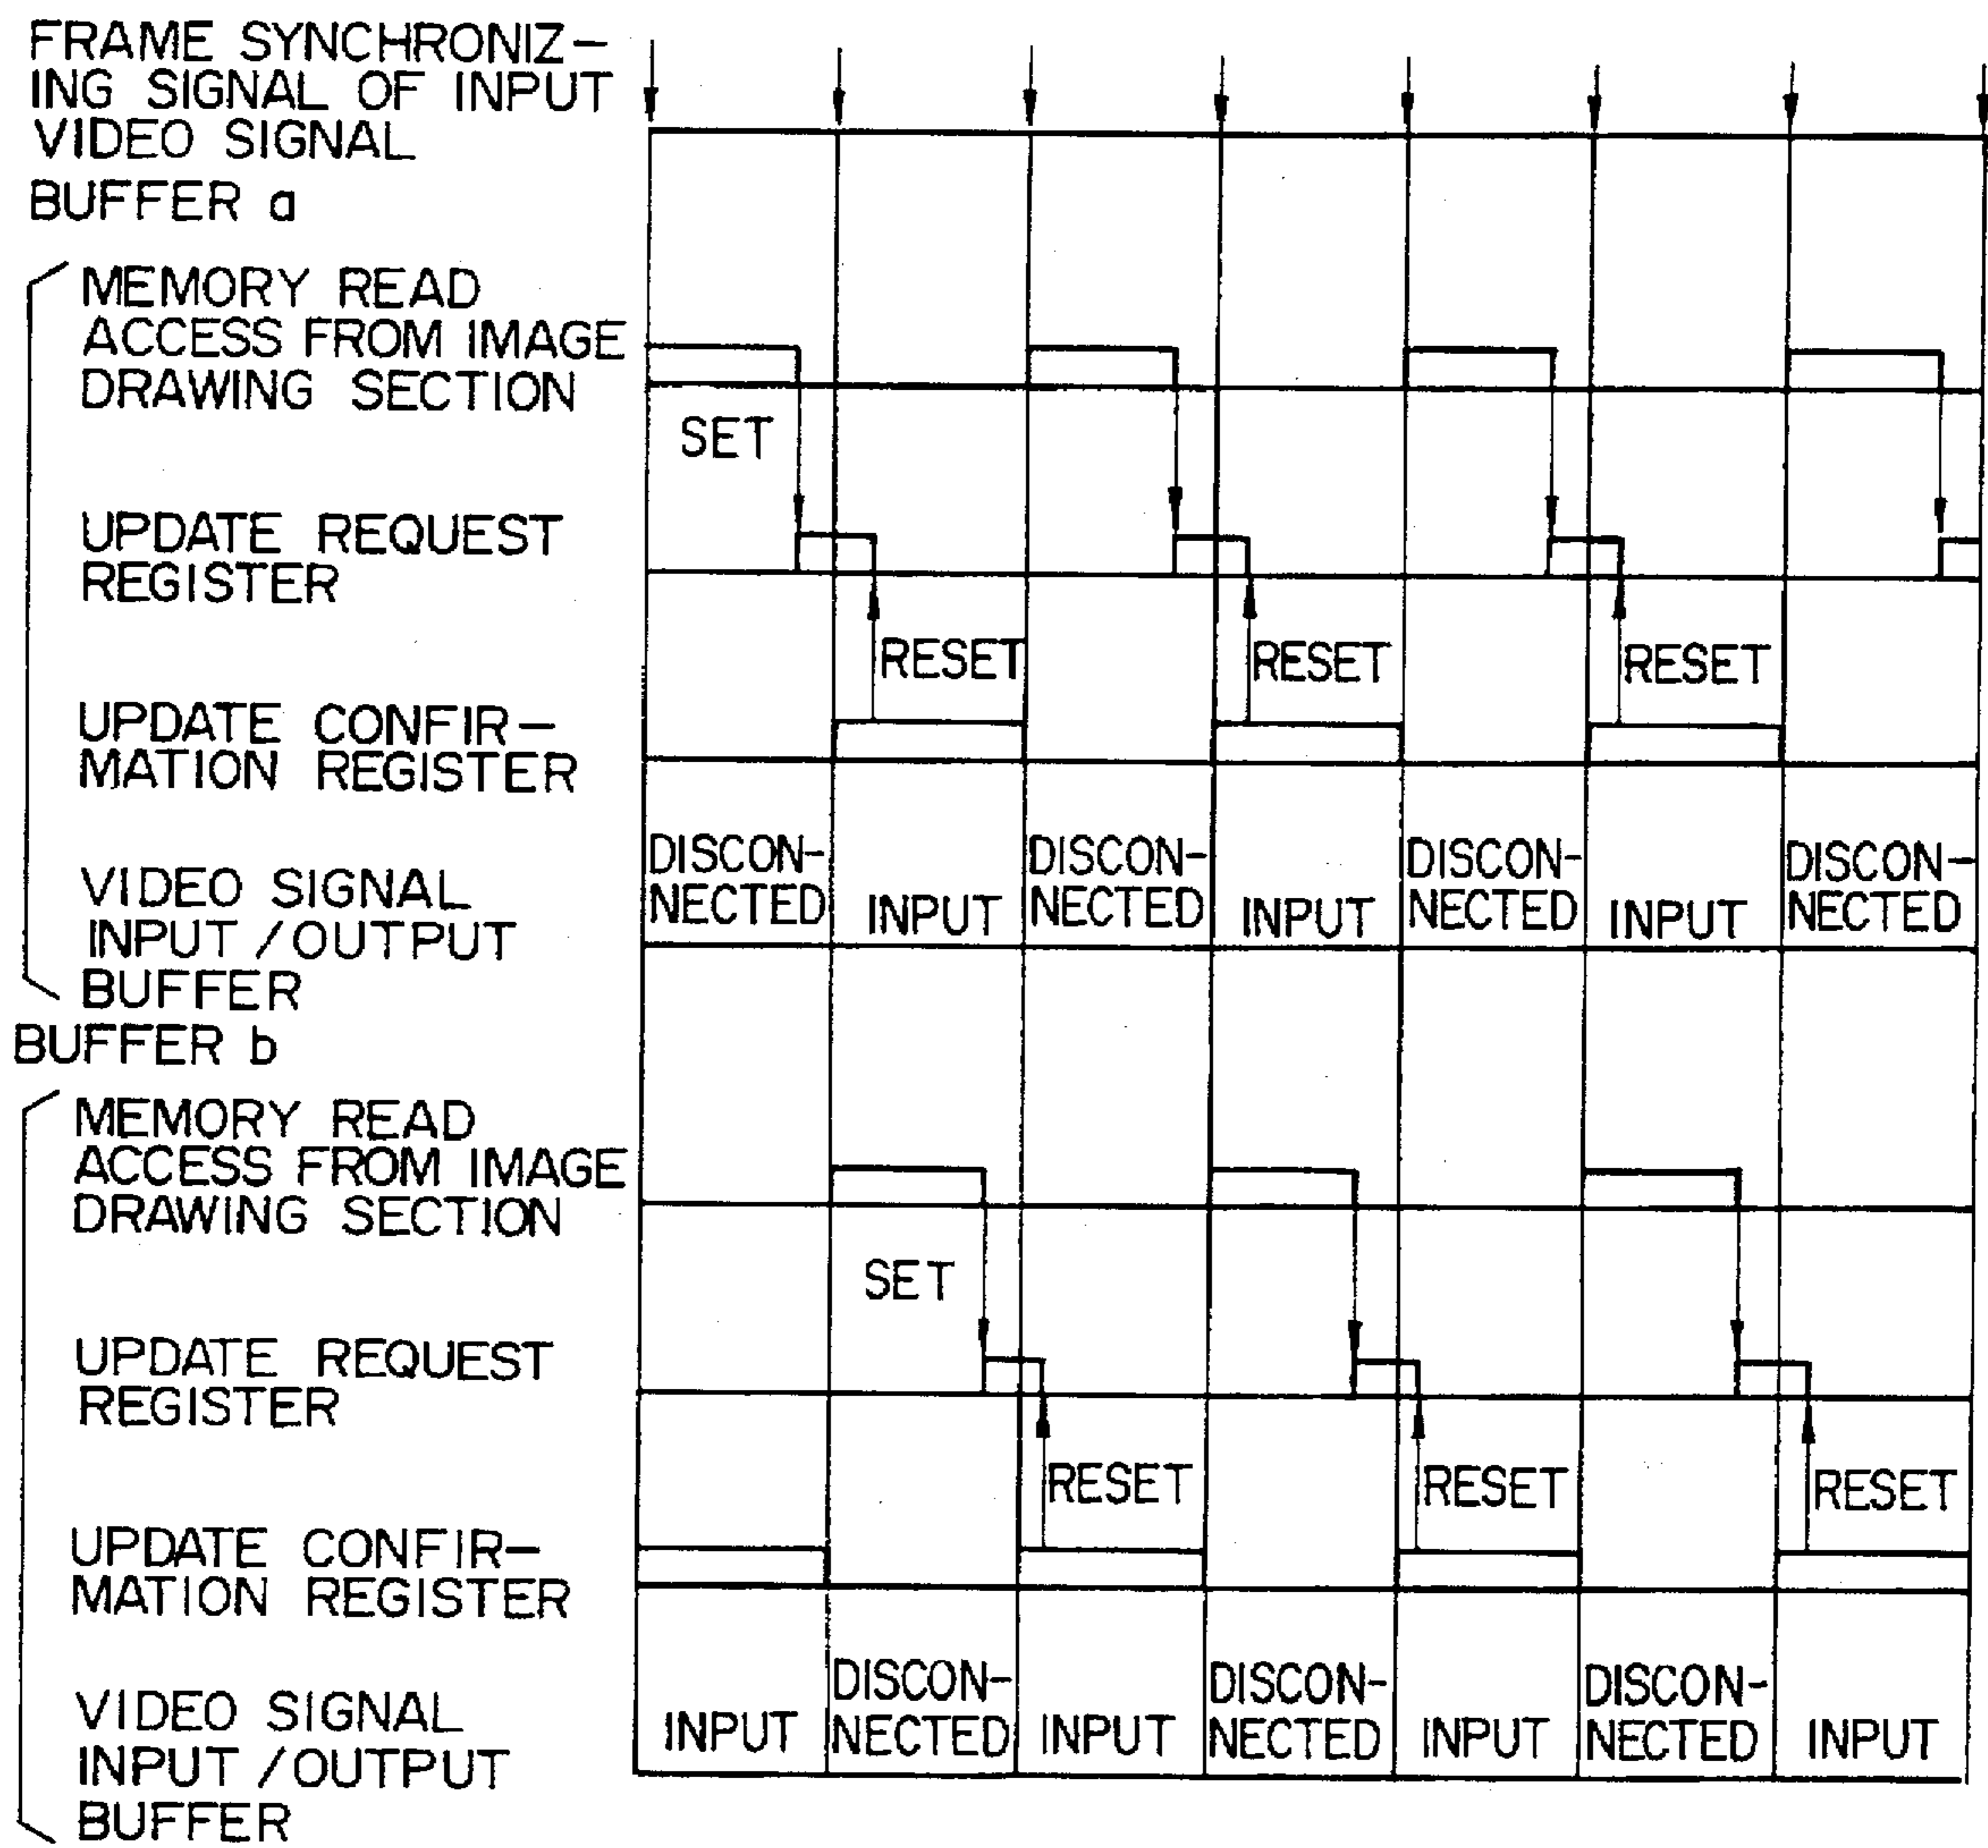 FRAME SYNCHRONIZ-
ING SIGNAL OF INPUT
VIDEO SIGNAL
BUFFER a
MEMORY READ
ACCESS FROM IMAGE
DRAWING SECTION
SET
UPDATE REQUEST
REGISTER
RESET RESET RESET
UPDATE CONFIR-
MATION REGISTER
DISCON- DISCON- DISCON- DISCON-
NECTED INPUT NECTED INPUT NECTED INPUT NECTED
VIDEO SIGNAL
INPUT / OUTPUT
BUFFER
BUFFER b
MEMORY READ
ACCESS FROM IMAGE
DRAWING SECTION
SET
UPDATE REQUEST
REGISTER
RESET RESET RESET
UPDATE CONFIR-
MATION REGISTER
DISCON- DISCON- DISCON-
INPUT NECTED INPUT NECTED INPUT NECTED INPUT
VIDEO SIGNAL
INPUT / OUTPUT
BUFFER